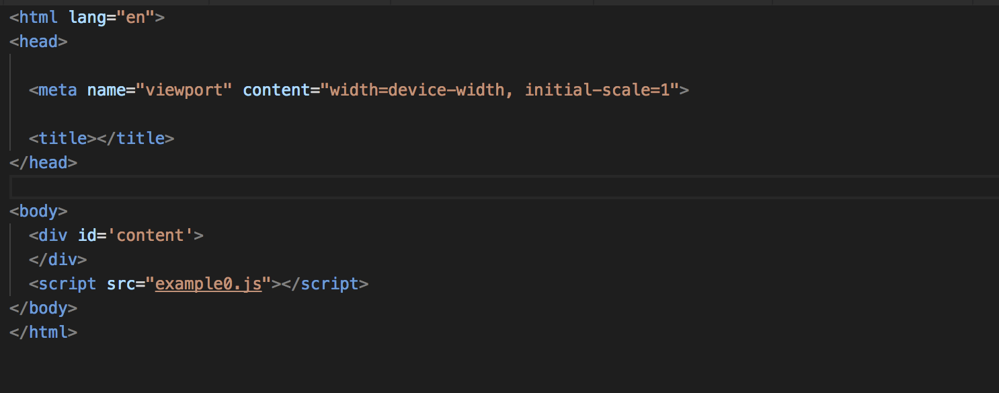 <html lang="en">
<head>
<meta name="viewport" content="width=device-width, initial-scale=1">
<title></title>
</head>
<body>
<div id='content'>
</div>
<script src="example0.js"></script>
</body>
</html>